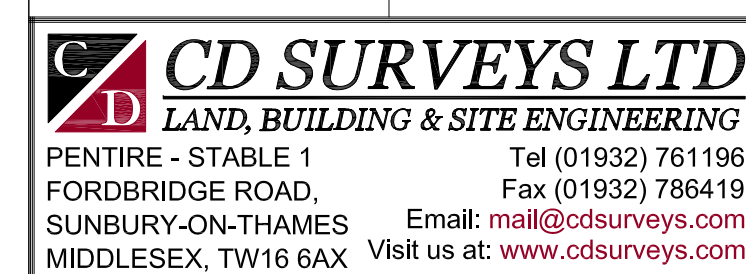 C
D
CD SURVEYS LTD
LAND, BUILDING & SITE ENGINEERING
PENTIRE - STABLE 1
FORDBRIDGE ROAD,
SUNBURY-ON-THAMES
MIDDLESEX, TW16 6AX
Tel (01932) 761196
Fax (01932) 786419
Email: mail@cdsurveys.com
Visit us at: www.cdsurveys.com